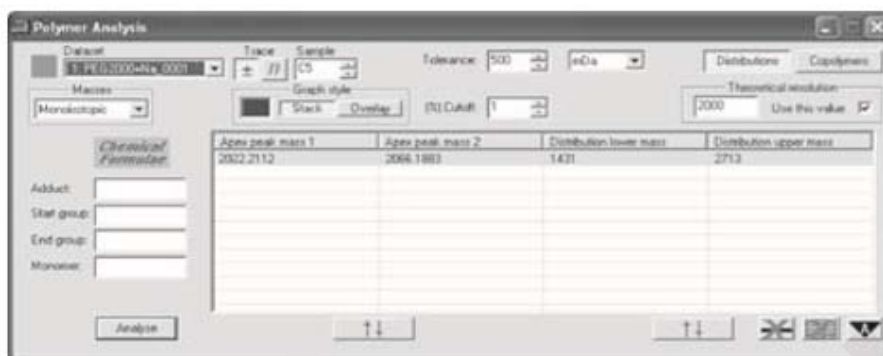 Polymer Analysis
Dataset Trace Sample
1: PEG2000+Na_0001 ± // C5 Tolerance: 500 mDa Distributions Copolymers
Masses Graph style Theoretical resolution
Monoisotopic Stack Overlay (%) Cutoff: 1 2000 Use this value
Chemical Formulae
Apex peak mass 1 Apex peak mass 2 Distribution lower mass Distribution upper mass
2022.2112 2066.1883 1431 2713
Adduct:
Start group:
End group:
Monomer:
Analyse ↑↓ ↑↓ A